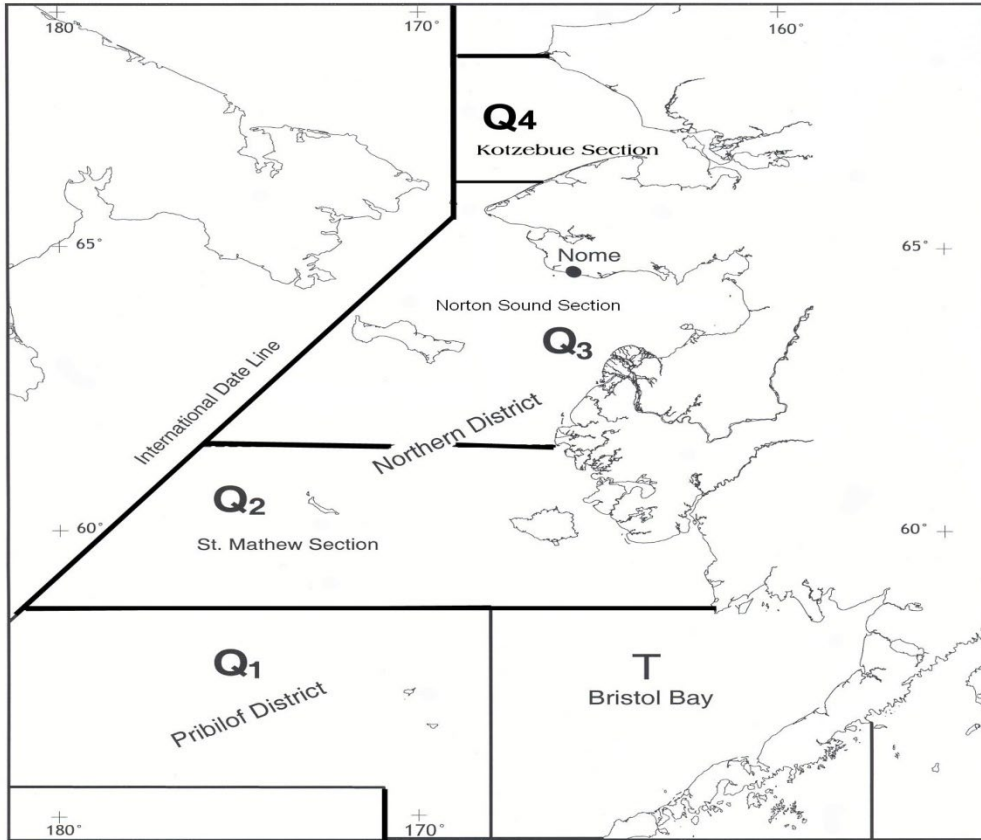 180°
170°
160°
Q4
Kotzebue Section
65°
65°
Nome
Norton Sound Section
Q3
International Date Line
Northern District
Q2
60°
60°
St. Mathew Section
Q1
T
Bristol Bay
Pribilof District
180°
170°
160°